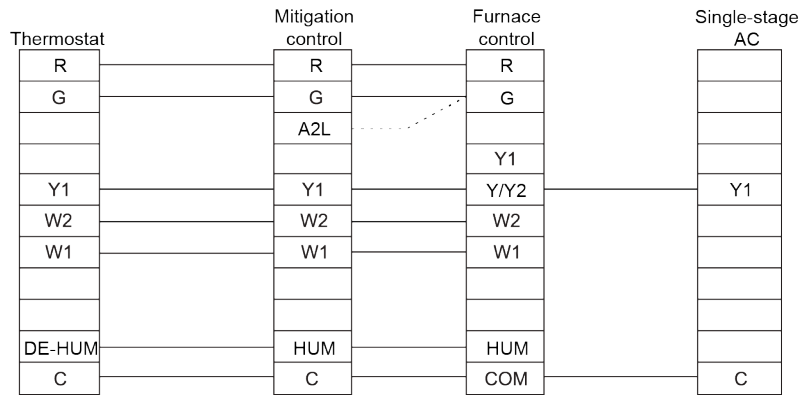 Thermostat
Mitigation
control
Furnace
control
Single-stage
AC
R R R
G G G
A2L
Y1
Y1 Y1 Y/Y2 Y1
W2 W2 W2
W1 W1 W1
DE-HUM HUM HUM
C C COM C